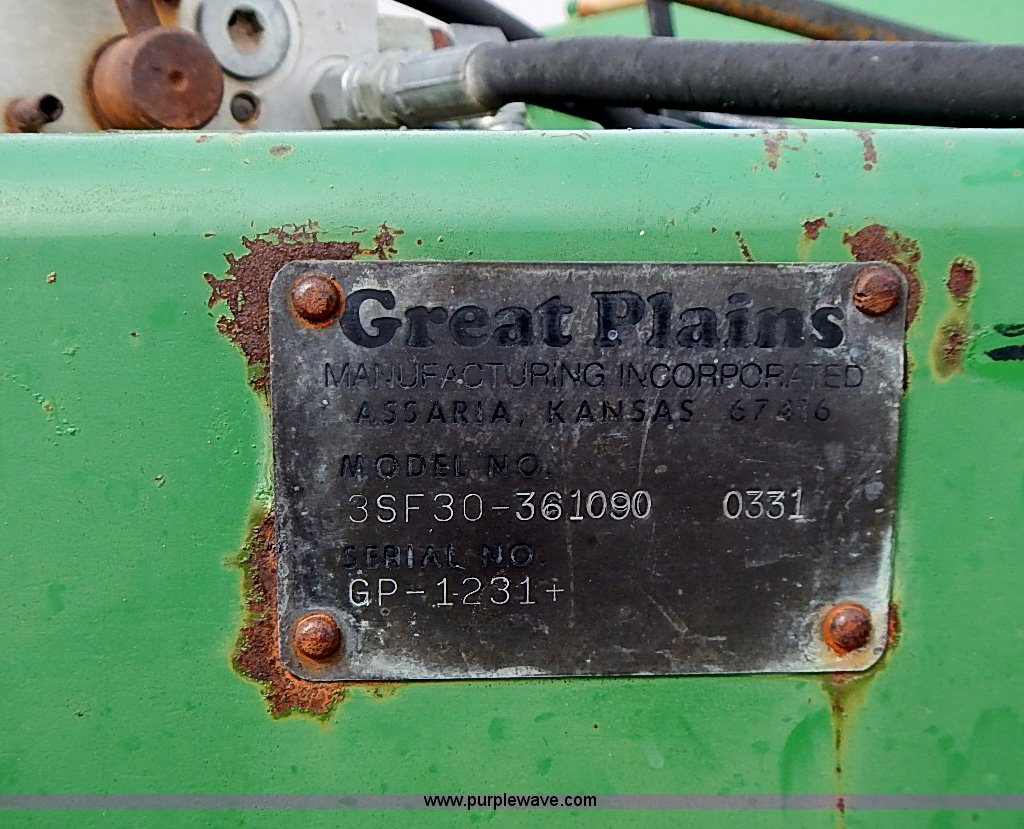 Great Plains
MANUFACTURING INCORPORATED
ASSARIA, KANSAS 67416
MODEL NO.
3SF30-361090 0331
SERIAL NO.
GP-1231+
www.purplewave.com